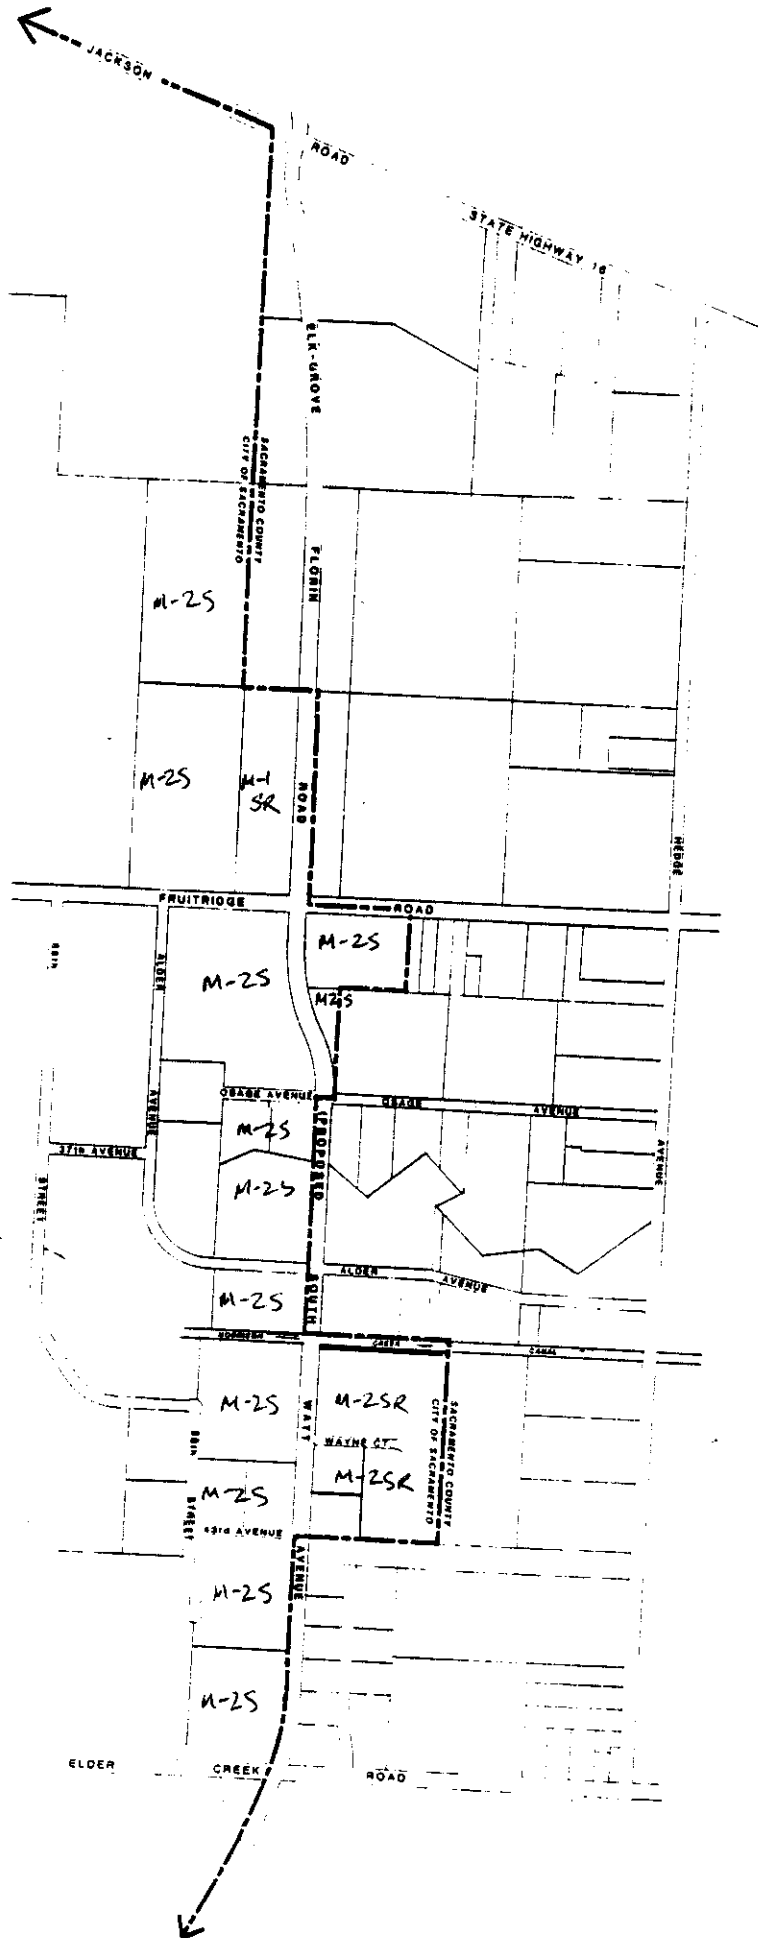 JACKSON
ROAD
STATE HIGHWAY 16
ELK-GROVE
SACRAMENTO COUNTY
CITY OF SACRAMENTO
FLORIN
M-2S
M-2S
M-1
SR
ROAD
HEDGE
FRUITRIDGE
ROAD
M-2S
ALDER
M-2S
M2S
OSAGE AVENUE
OSAGE
AVENUE
AVENUE
M-2S
(PROPOSED
37th AVENUE
AVENUE
STREET
M-2S
ALDER
AVENUE
M-2S
SOUTH
MORRISON
CREEK
CANAL
M-2S
WATT
M-2SR
SACRAMENTO COUNTY
CITY OF SACRAMENTO
WAYNE CT.
M-2SR
M-2S
STREET
43rd AVENUE
AVENUE
M-2S
M-2S
ELDER
CREEK
ROAD